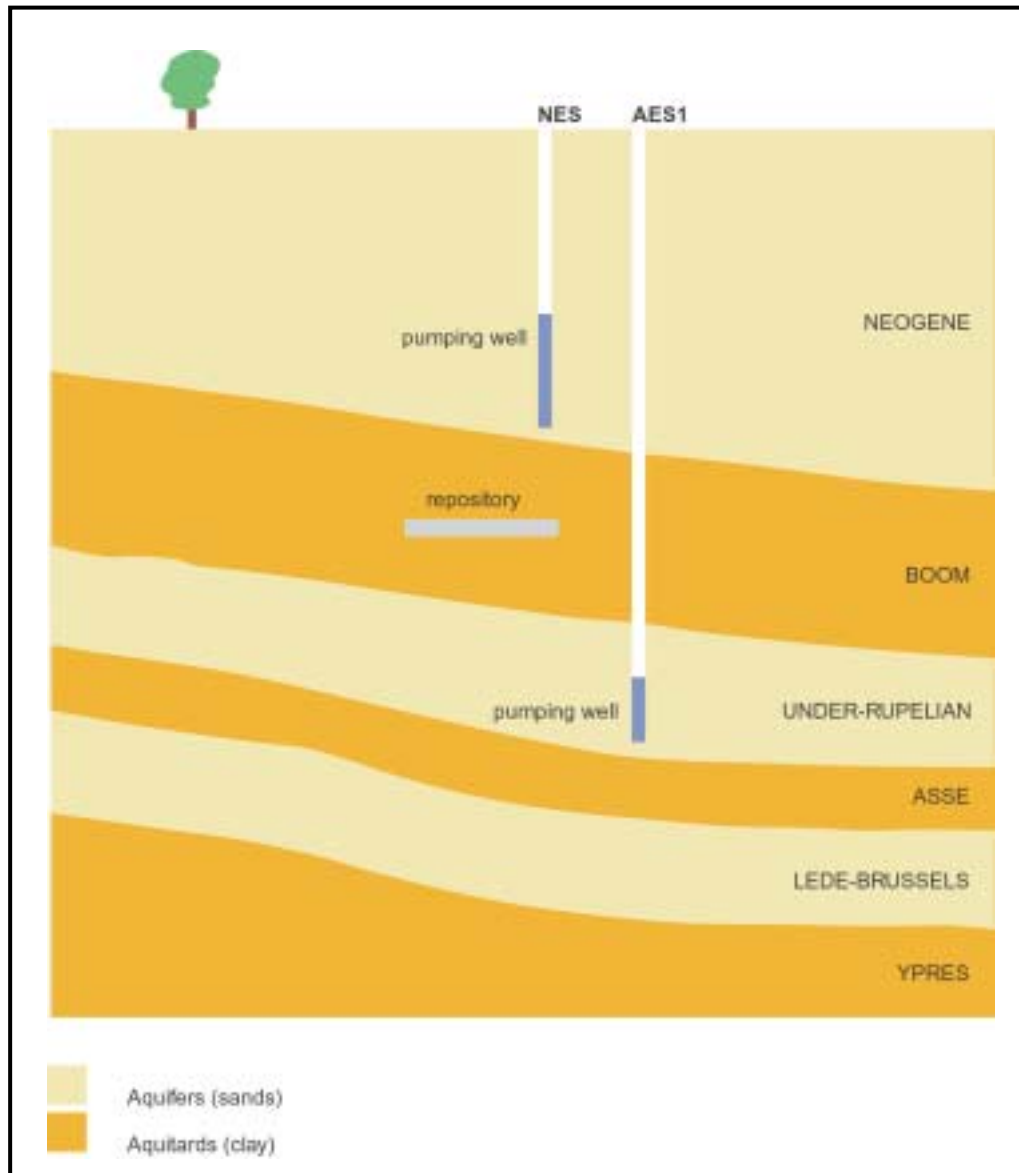 NES AES1
NEOGENE
pumping well
repository
BOOM
pumping well
UNDER-RUPELIAN
ASSE
LEDE-BRUSSELS
YPRES
Aquifers (sands)
Aquitards (clay)